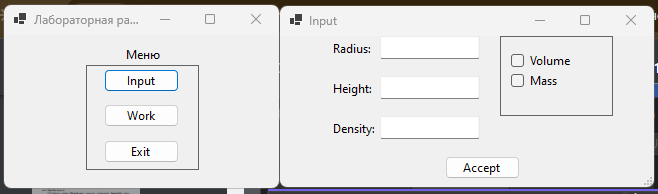 Лабораторная ра...
Меню
Input
Work
Exit
Input
Radius:
Height:
Density:
Volume
Mass
Accept